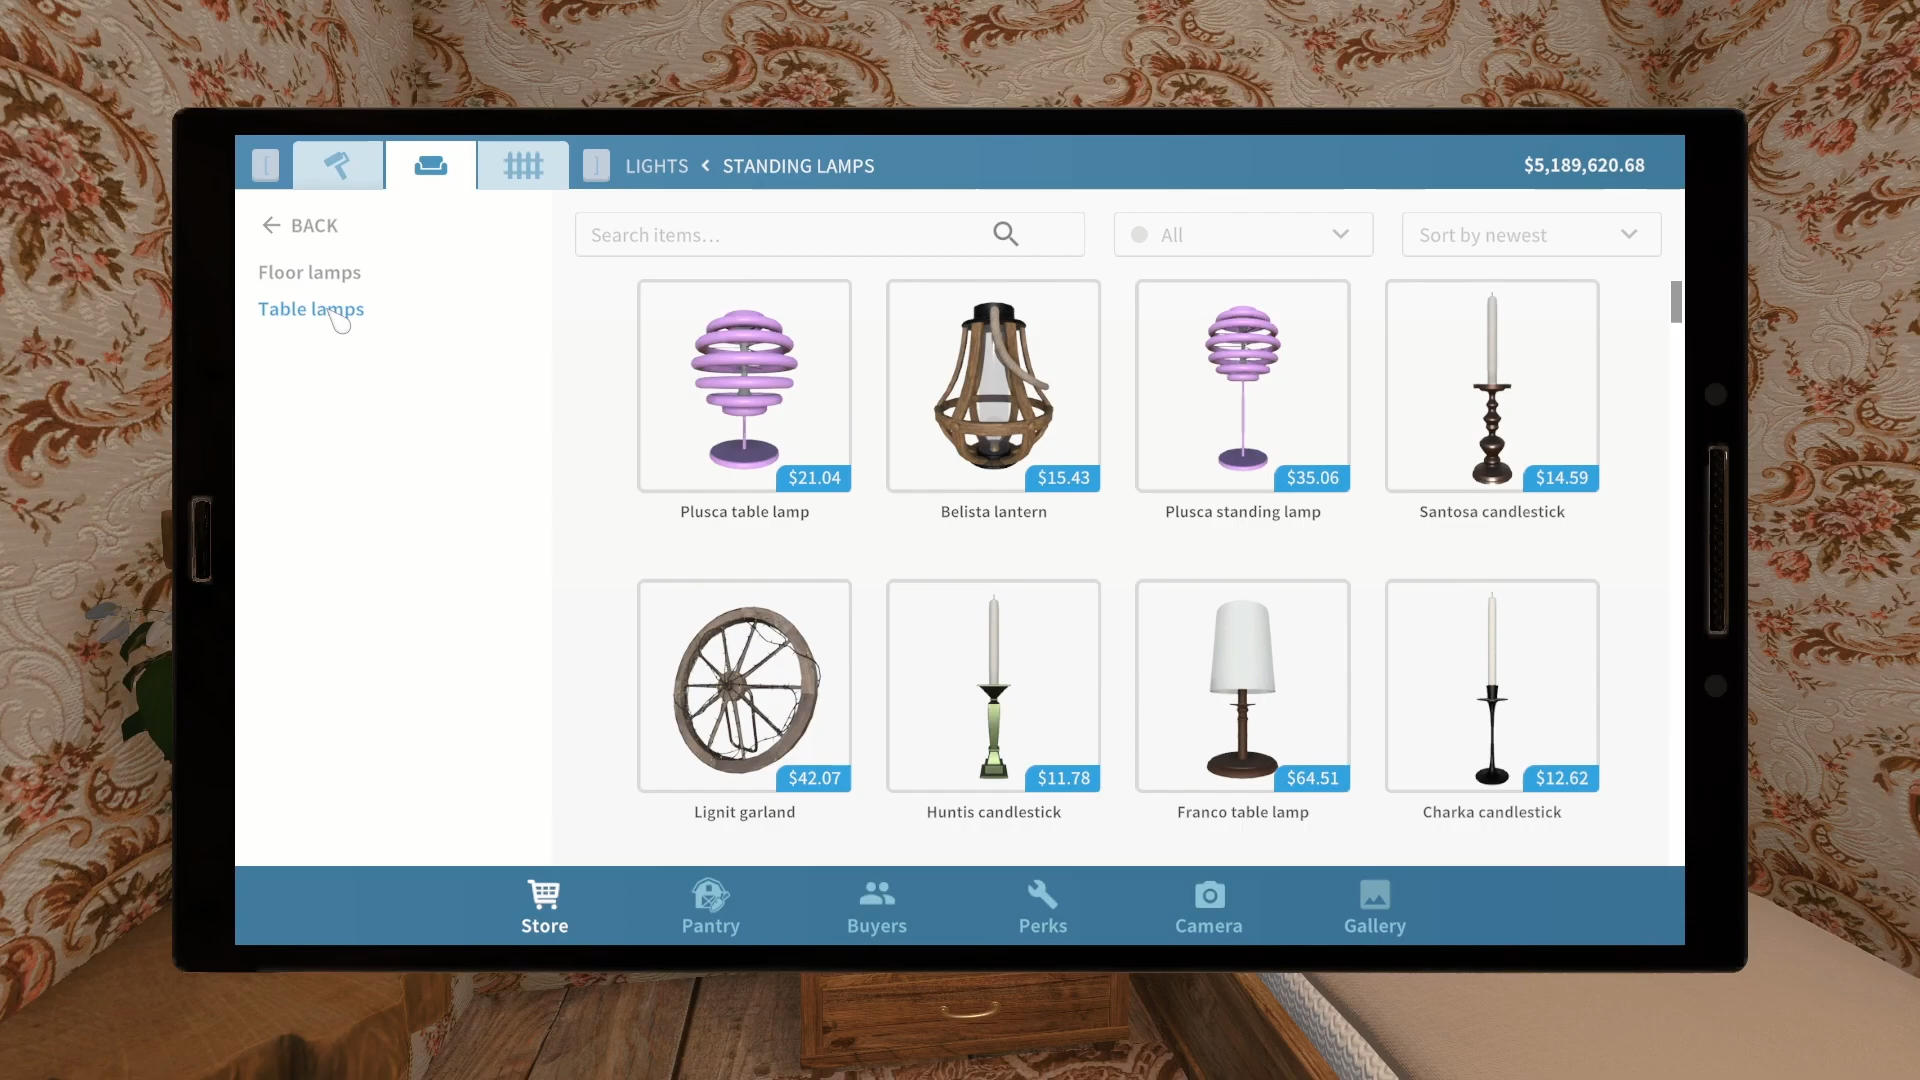 [
]
LIGHTS < STANDING LAMPS
$5,189,620.68
BACK
Floor lamps
Table lamps
Search items...
All
Sort by newest
$21.04
$15.43
$35.06
$14.59
Plusca table lamp
Belista lantern
Plusca standing lamp
Santosa candlestick
$42.07
$11.78
$64.51
$12.62
Lignit garland
Huntis candlestick
Franco table lamp
Charka candlestick
Store
Pantry
Buyers
Perks
Camera
Gallery